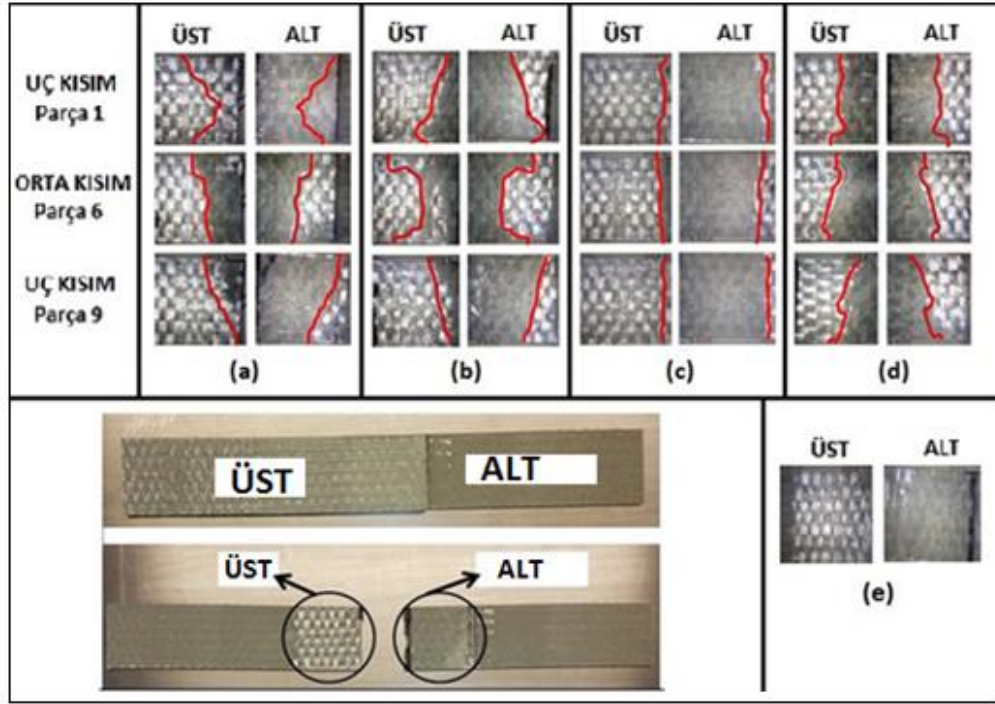 ÜST ALT ÜST ALT ÜST ALT ÜST ALT
UÇ KISIM
Parça 1
ORTA KISIM
Parça 6
UÇ KISIM
Parça 9
(a) (b) (c) (d)
ÜST ALT
ÜST ALT
ÜST ALT
(e)